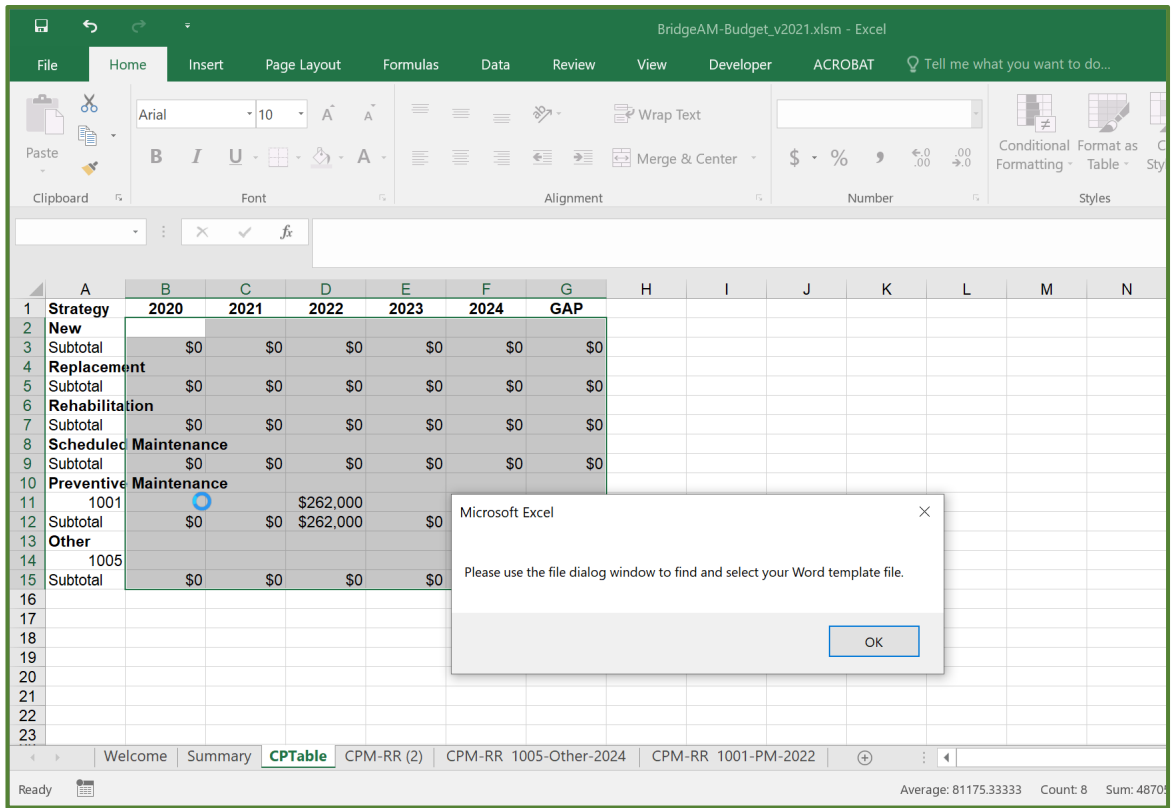 BridgeAM-Budget_v2021.xlsm - Excel
File Home Insert Page Layout Formulas Data Review View Developer ACROBAT Tell me what you want to do...
Arial 10 A A Wrap Text
Paste B I U A Merge & Center $ % , .0 .00 .00 .0 Conditional Formatting Format as Table
Clipboard Font Alignment Number Styles
fx
A B C D E F G H I J K L M N
1 Strategy 2020 2021 2022 2023 2024 GAP
2 New
3 Subtotal $0 $0 $0 $0 $0 $0
4 Replacement
5 Subtotal $0 $0 $0 $0 $0 $0
6 Rehabilitation
7 Subtotal $0 $0 $0 $0 $0 $0
8 Scheduled Maintenance
9 Subtotal $0 $0 $0 $0 $0 $0
10 Preventive Maintenance
11 1001 $262,000
12 Subtotal $0 $0 $262,000 $0
13 Other
14 1005
15 Subtotal $0 $0 $0 $0
16
17
18
19
20
21
22
23
Microsoft Excel
Please use the file dialog window to find and select your Word template file.
OK
Welcome Summary CPTable CPM-RR (2) CPM-RR 1005-Other-2024 CPM-RR 1001-PM-2022
Ready Average: 81175.33333 Count: 8 Sum: